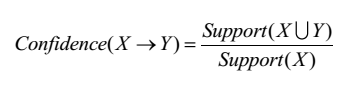 Confidence(X → Y) = Support(X ⋃ Y) / Support(X)